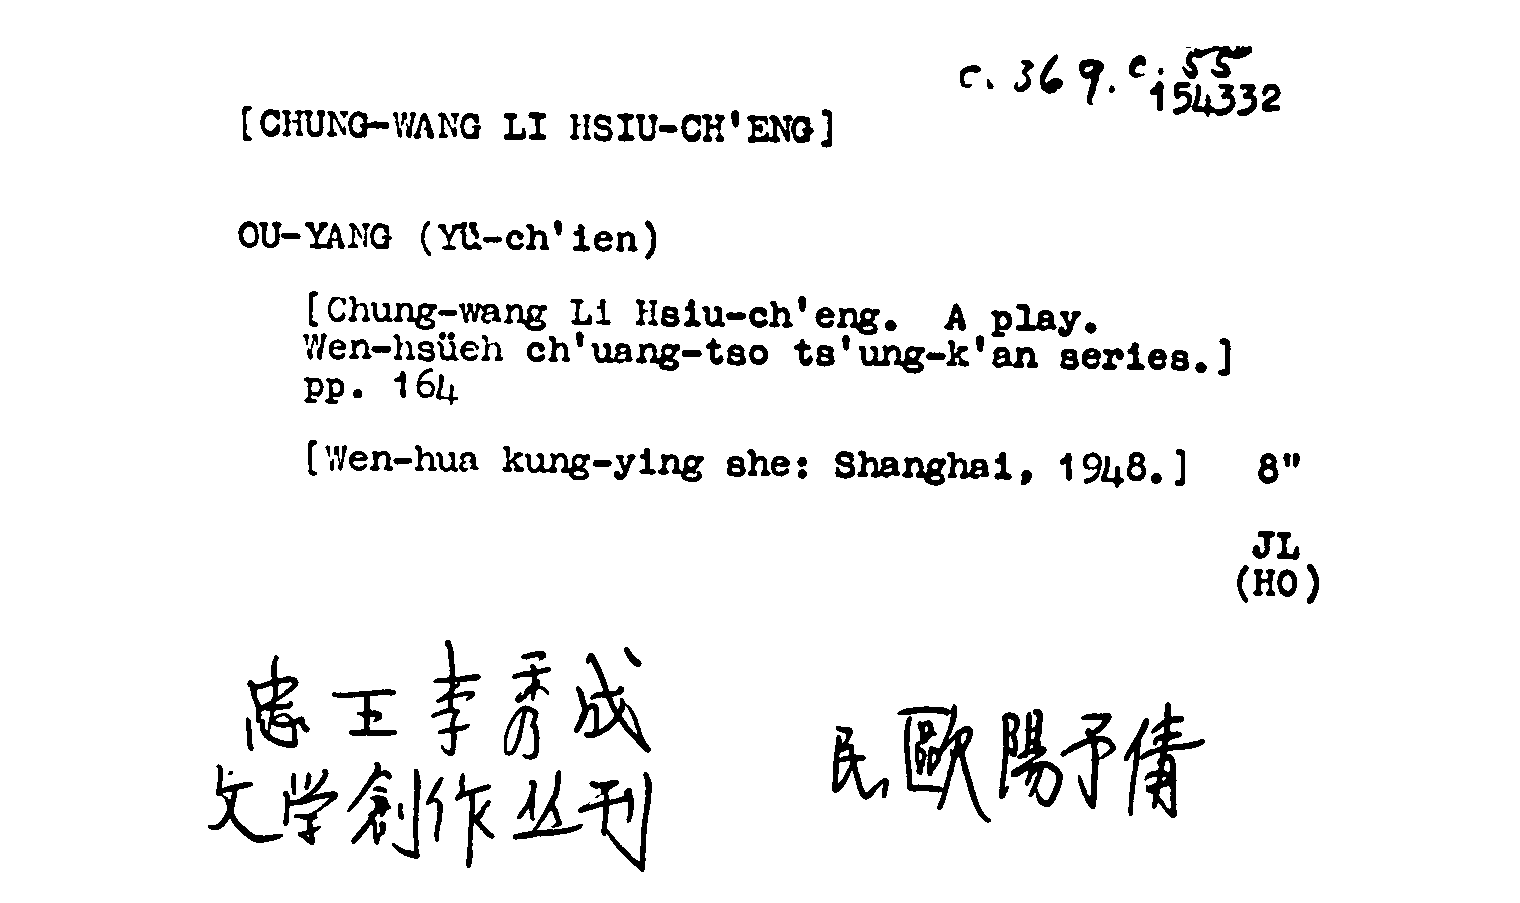 c. 369. c. 55
154332
[CHUNG-WANG LI HSIU-CH'ENG]
OU-YANG (YÜ-ch'ien)
[Chung-wang Li Hsiu-ch'eng. A play.
Wen-hsüeh ch'uang-tso ts'ung-k'an series.]
pp. 164
[Wen-hua kung-ying she: Shanghai, 1948.] 8"
JL
(HO)
忠王李秀成
文学創作丛刊
民歐陽予倩